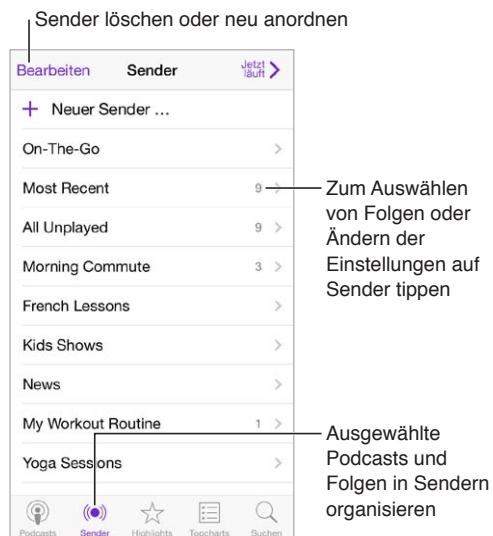 Sender löschen oder neu anordnen
Bearbeiten Sender Jetzt läuft
Neuer Sender …
On-The-Go
Most Recent 9
All Unplayed 9
Morning Commute 3
French Lessons
Kids Shows
News
My Workout Routine 1
Yoga Sessions
Podcasts Sender Highlights Topcharts Suchen
Zum Auswählen
von Folgen oder
Ändern der
Einstellungen auf
Sender tippen
Ausgewählte
Podcasts und
Folgen in Sendern
organisieren